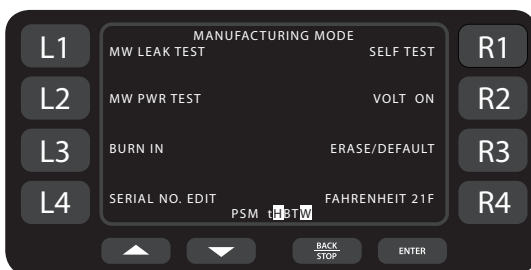 MANUFACTURING MODE
L1 MW LEAK TEST SELF TEST R1
L2 MW PWR TEST VOLT ON R2
L3 BURN IN ERASE/DEFAULT R3
L4 SERIAL NO. EDIT FAHRENHEIT 21F R4
PSM tHBTW
BACK
STOP
ENTER